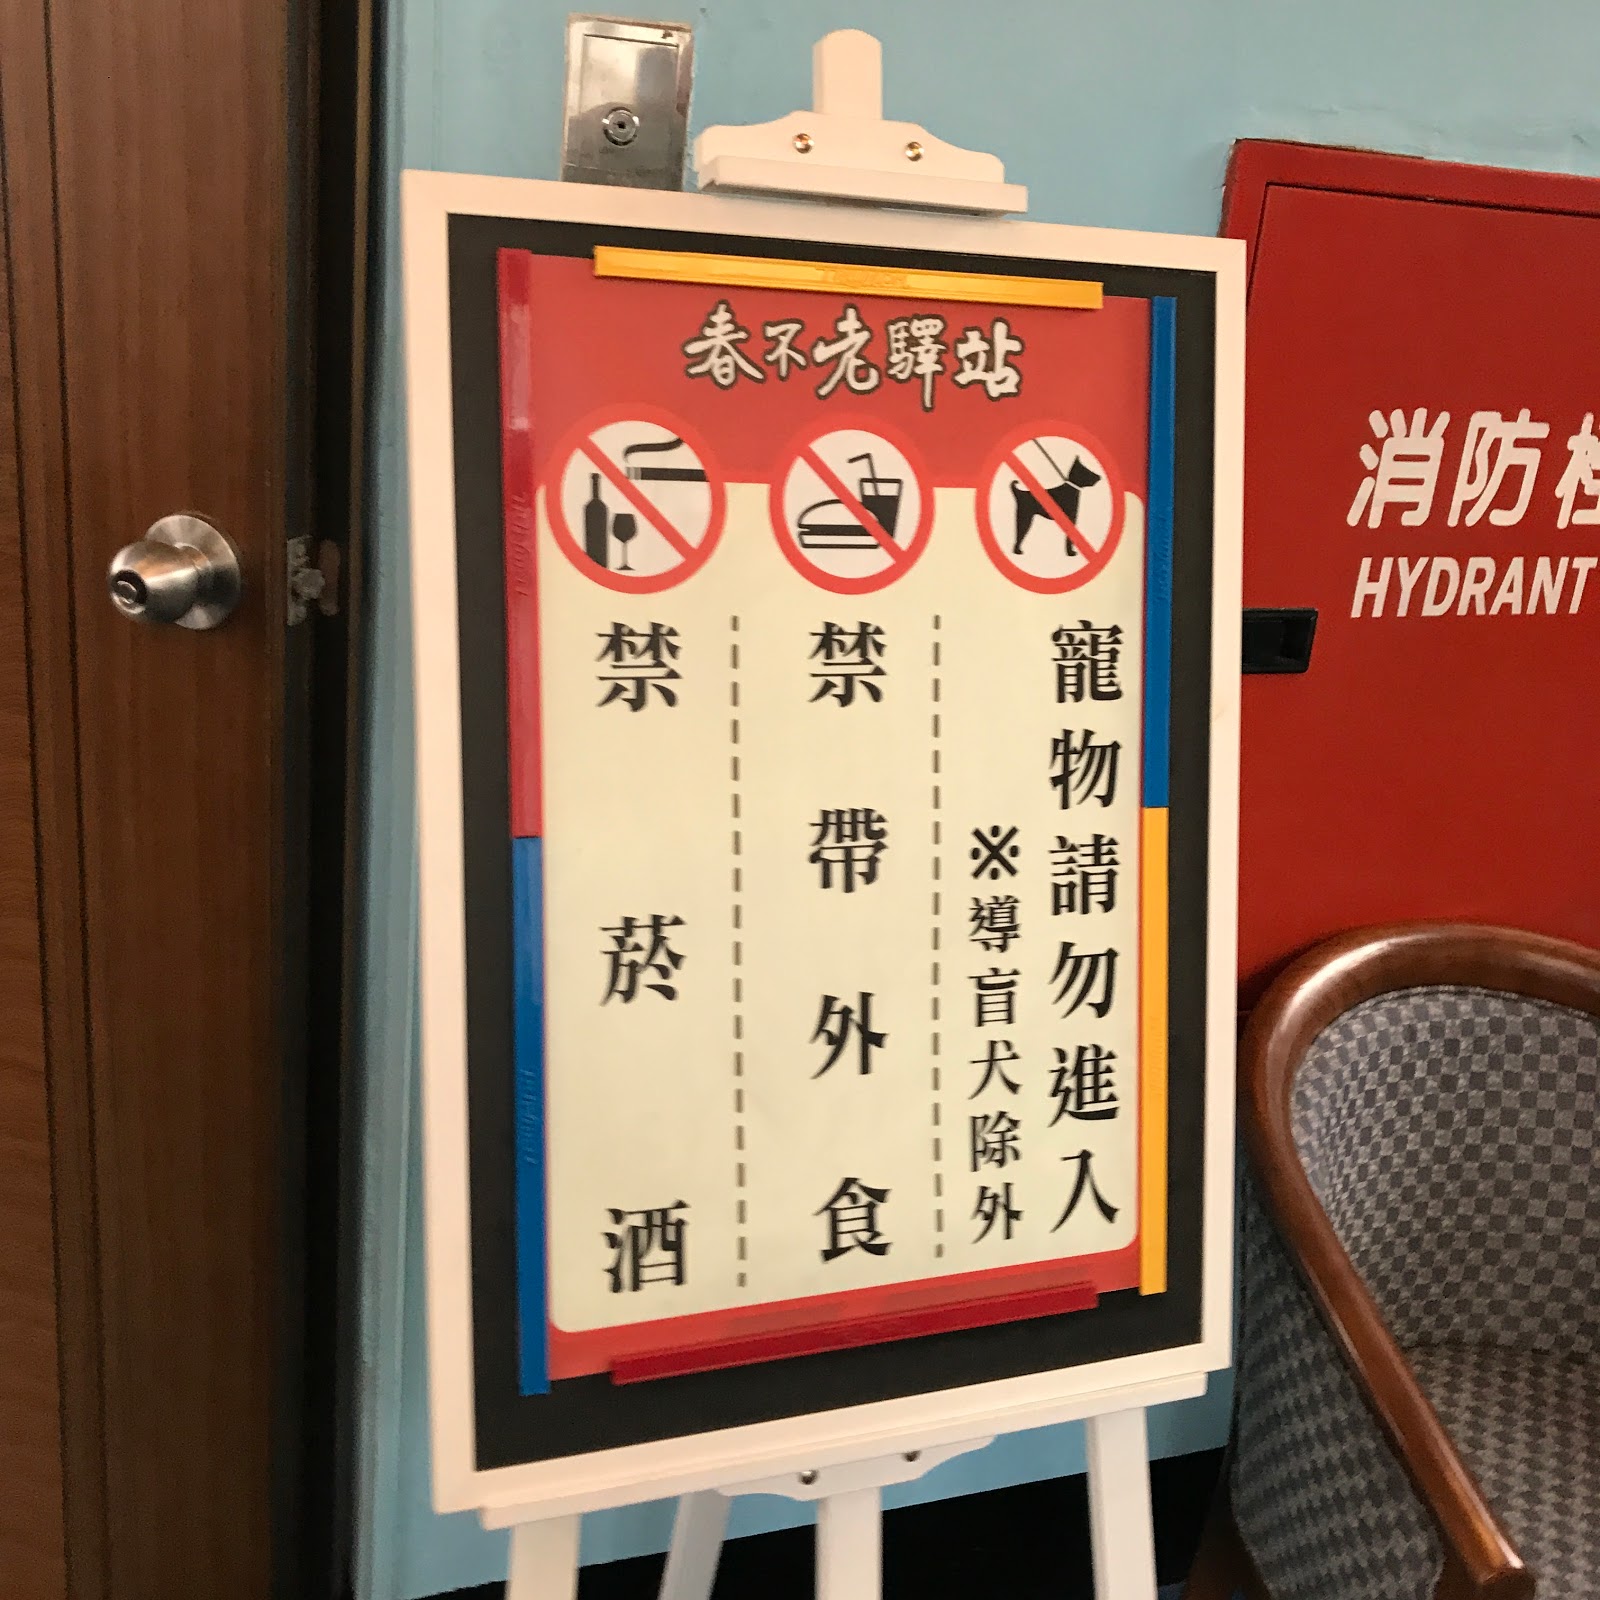 春不老驛站
寵物請勿進入
※導盲犬除外
禁帶外食
禁菸酒
消防栓
HYDRANT